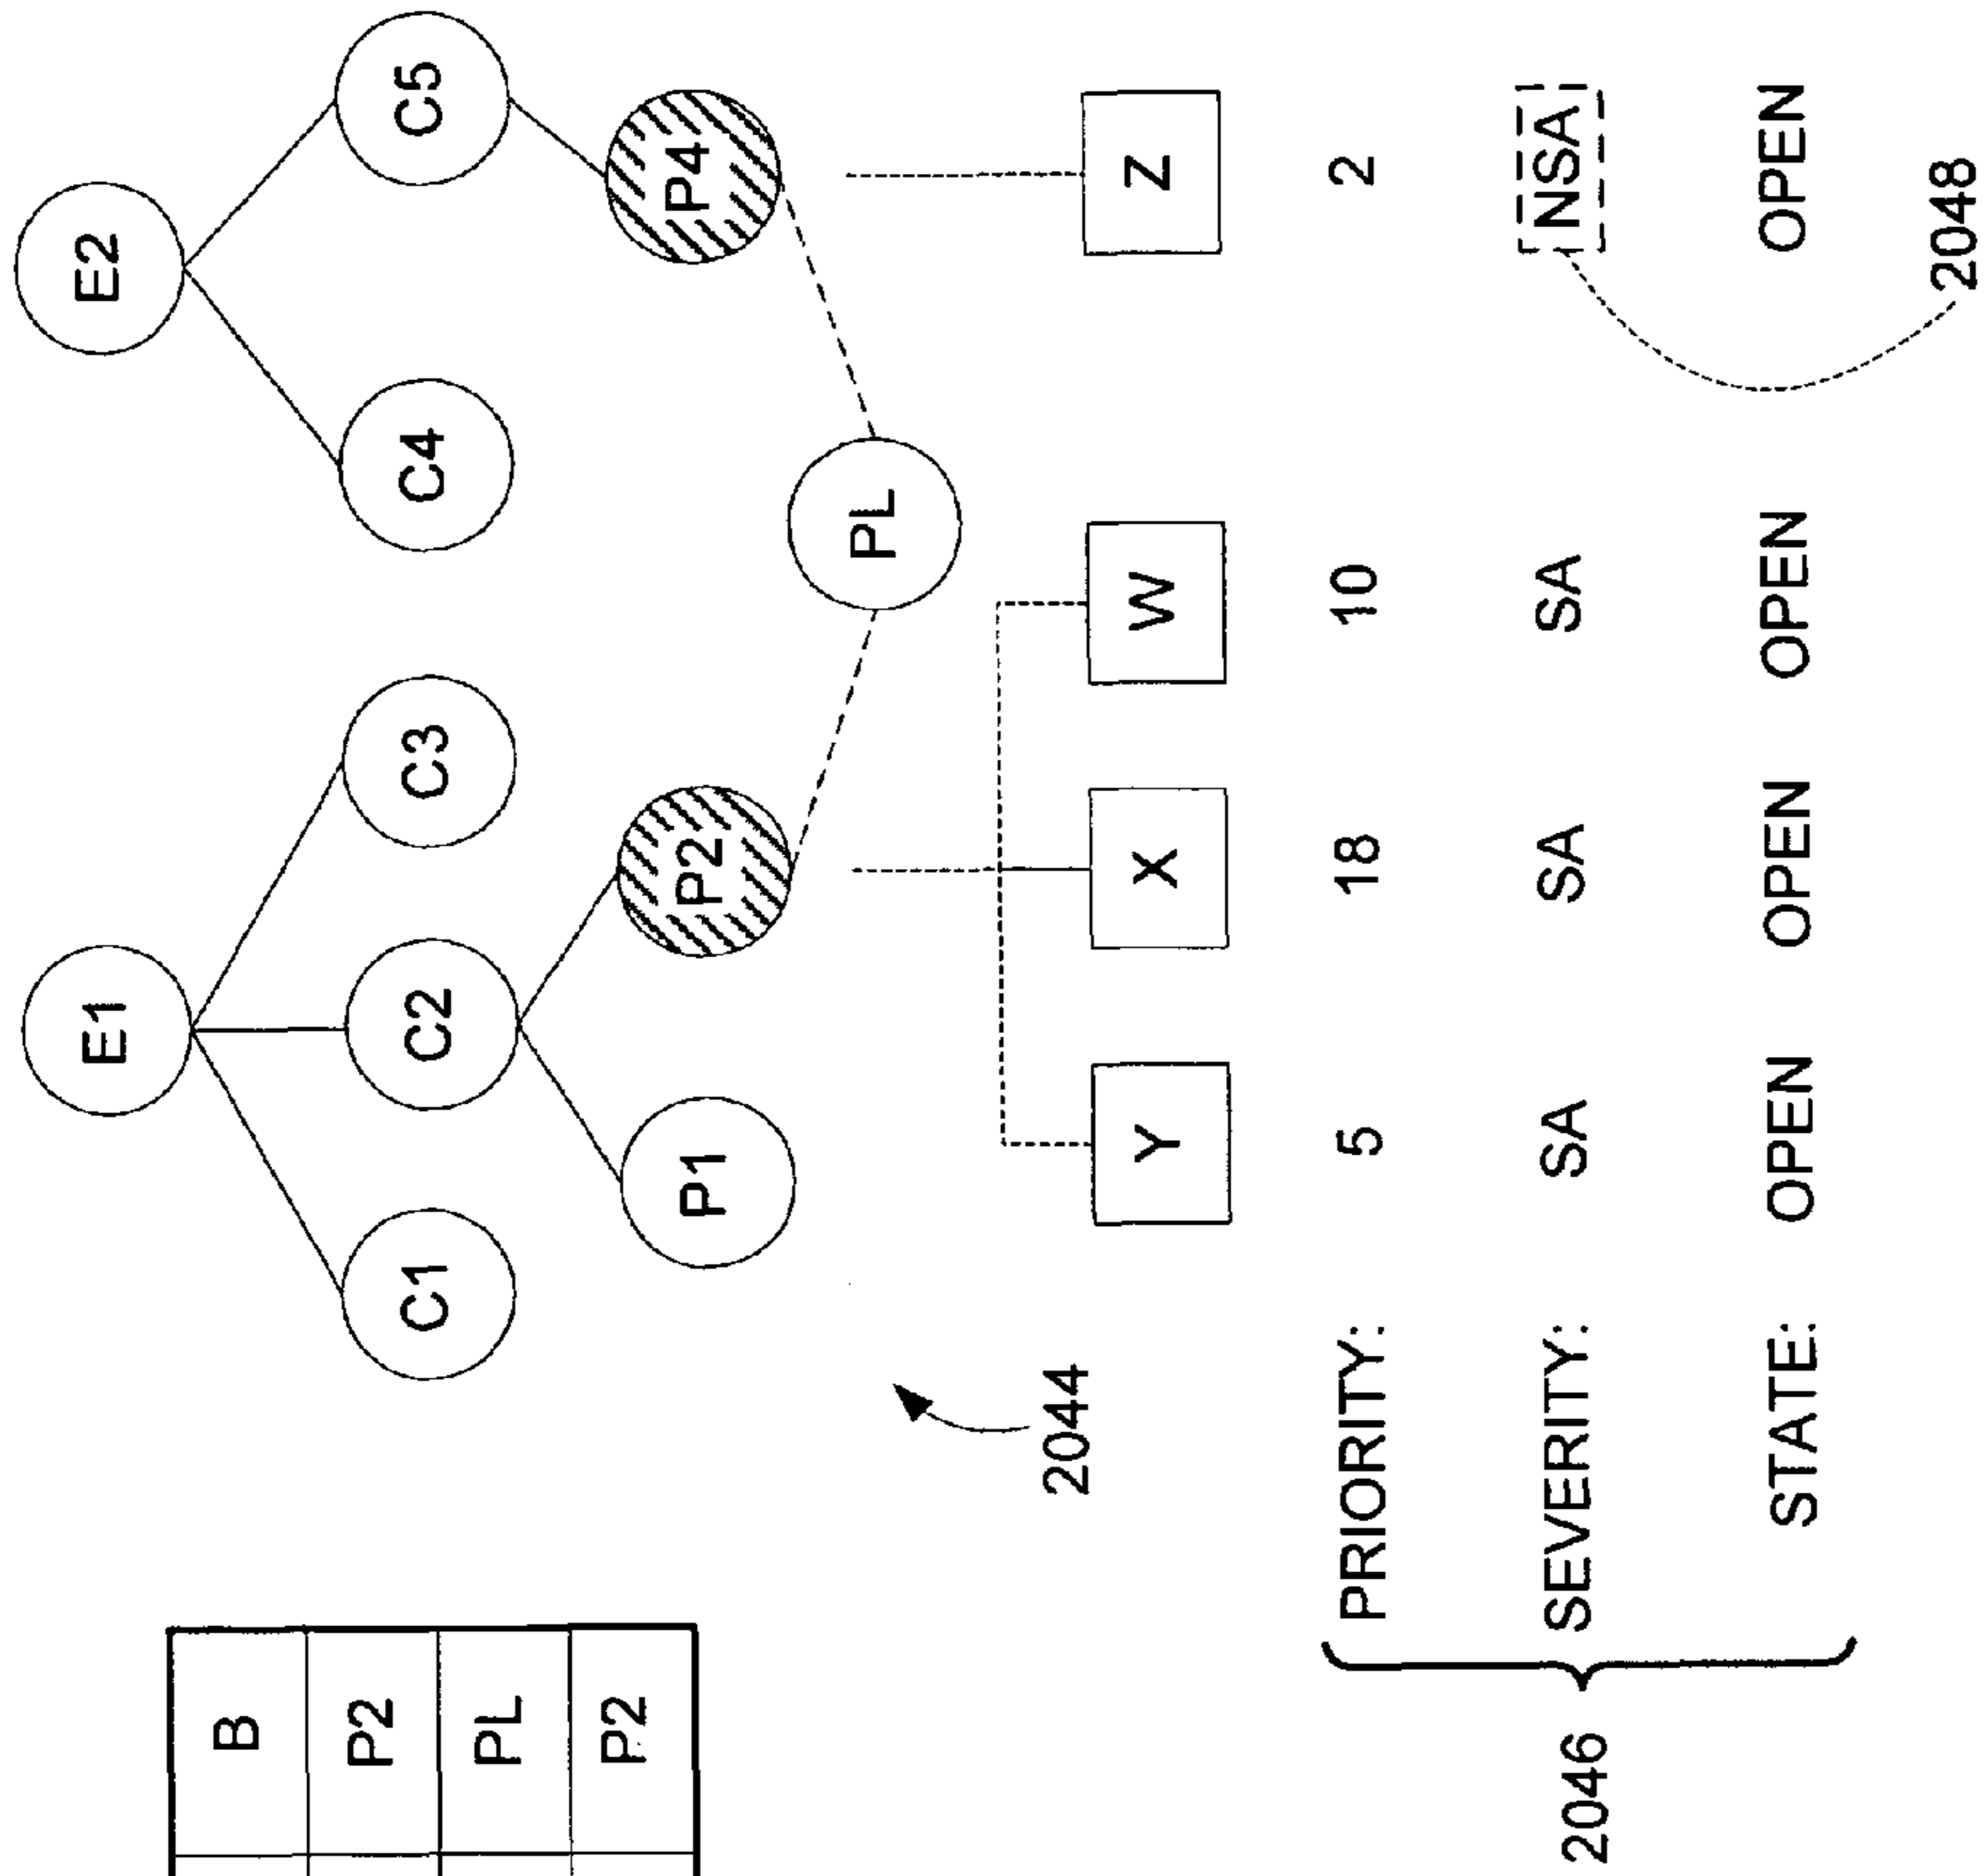 B
P2
PL
P2
E1 E2
C1 C2 C3 C4 C5
P1 P2 P4
PL
2044
Y X W Z
PRIORITY: 5 18 10 2
2046 SEVERITY: SA SA SA NSA
STATE: OPEN OPEN OPEN OPEN
2048